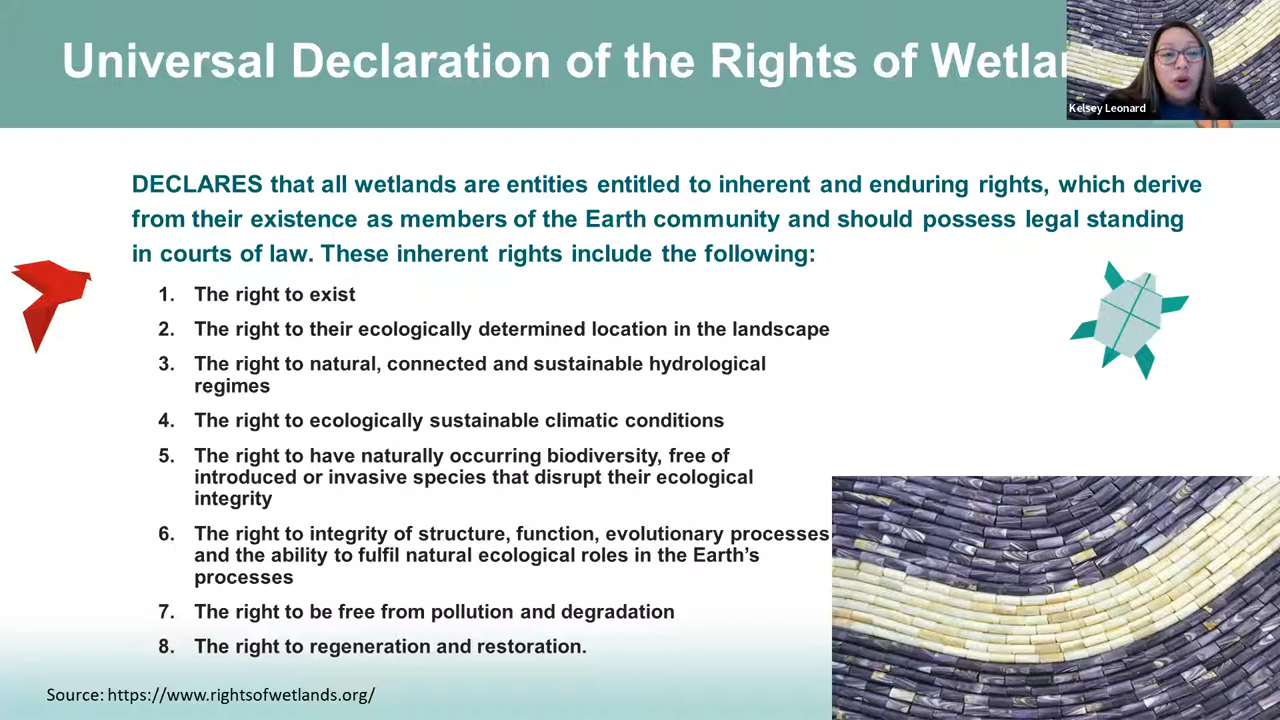 Universal Declaration of the Rights of
Kelsey Leonard
DECLARES that all wetlands are entities entitled to inherent and enduring rights, which derive
from their existence as members of the Earth community and should possess legal standing
in courts of law. These inherent rights include the following:
1. The right to exist
2. The right to their ecologically determined location in the landscape
3. The right to natural, connected and sustainable hydrological
regimes
4. The right to ecologically sustainable climatic conditions
5. The right to have naturally occurring biodiversity, free of
introduced or invasive species that disrupt their ecological
integrity
6. The right to integrity of structure, function, evolutionary processes
and the ability to fulfil natural ecological roles in the Earth’s
processes
7. The right to be free from pollution and degradation
8. The right to regeneration and restoration.
Source: https://www.rightsofwetlands.org/